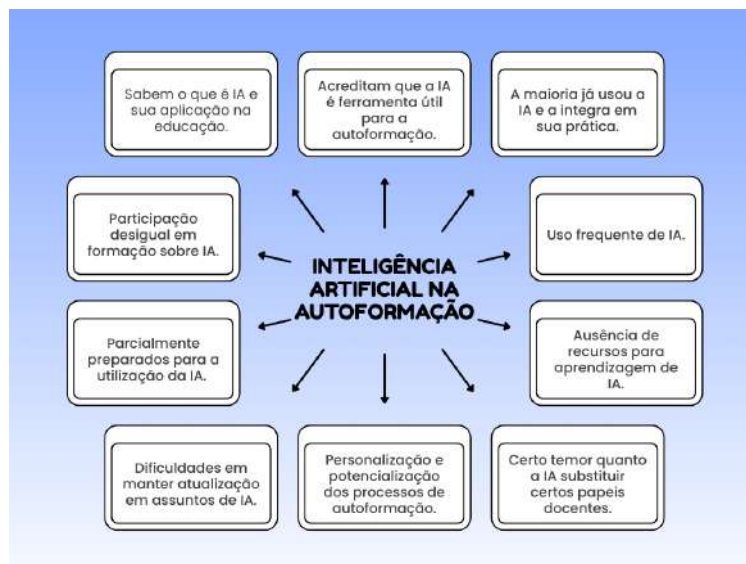 Sabem o que é IA e
sua aplicação na
educação.
Acreditam que a IA
é ferramenta útil
para a
autoformação.
A maioria já usou a
IA e a integra em
sua prática.
Participação
desigual em
formação sobre IA.
INTELIGÊNCIA
ARTIFICIAL NA
AUTOFORMAÇÃO
Uso frequente de IA.
Parcialmente
preparados para a
utilização da IA.
Ausência de
recursos para
aprendizagem de
IA.
Dificuldades em
manter atualização
em assuntos de IA.
Personalização e
potencialização
dos processos de
autoformação.
Certo temor quanto
a IA substituir
certos papeis
docentes.